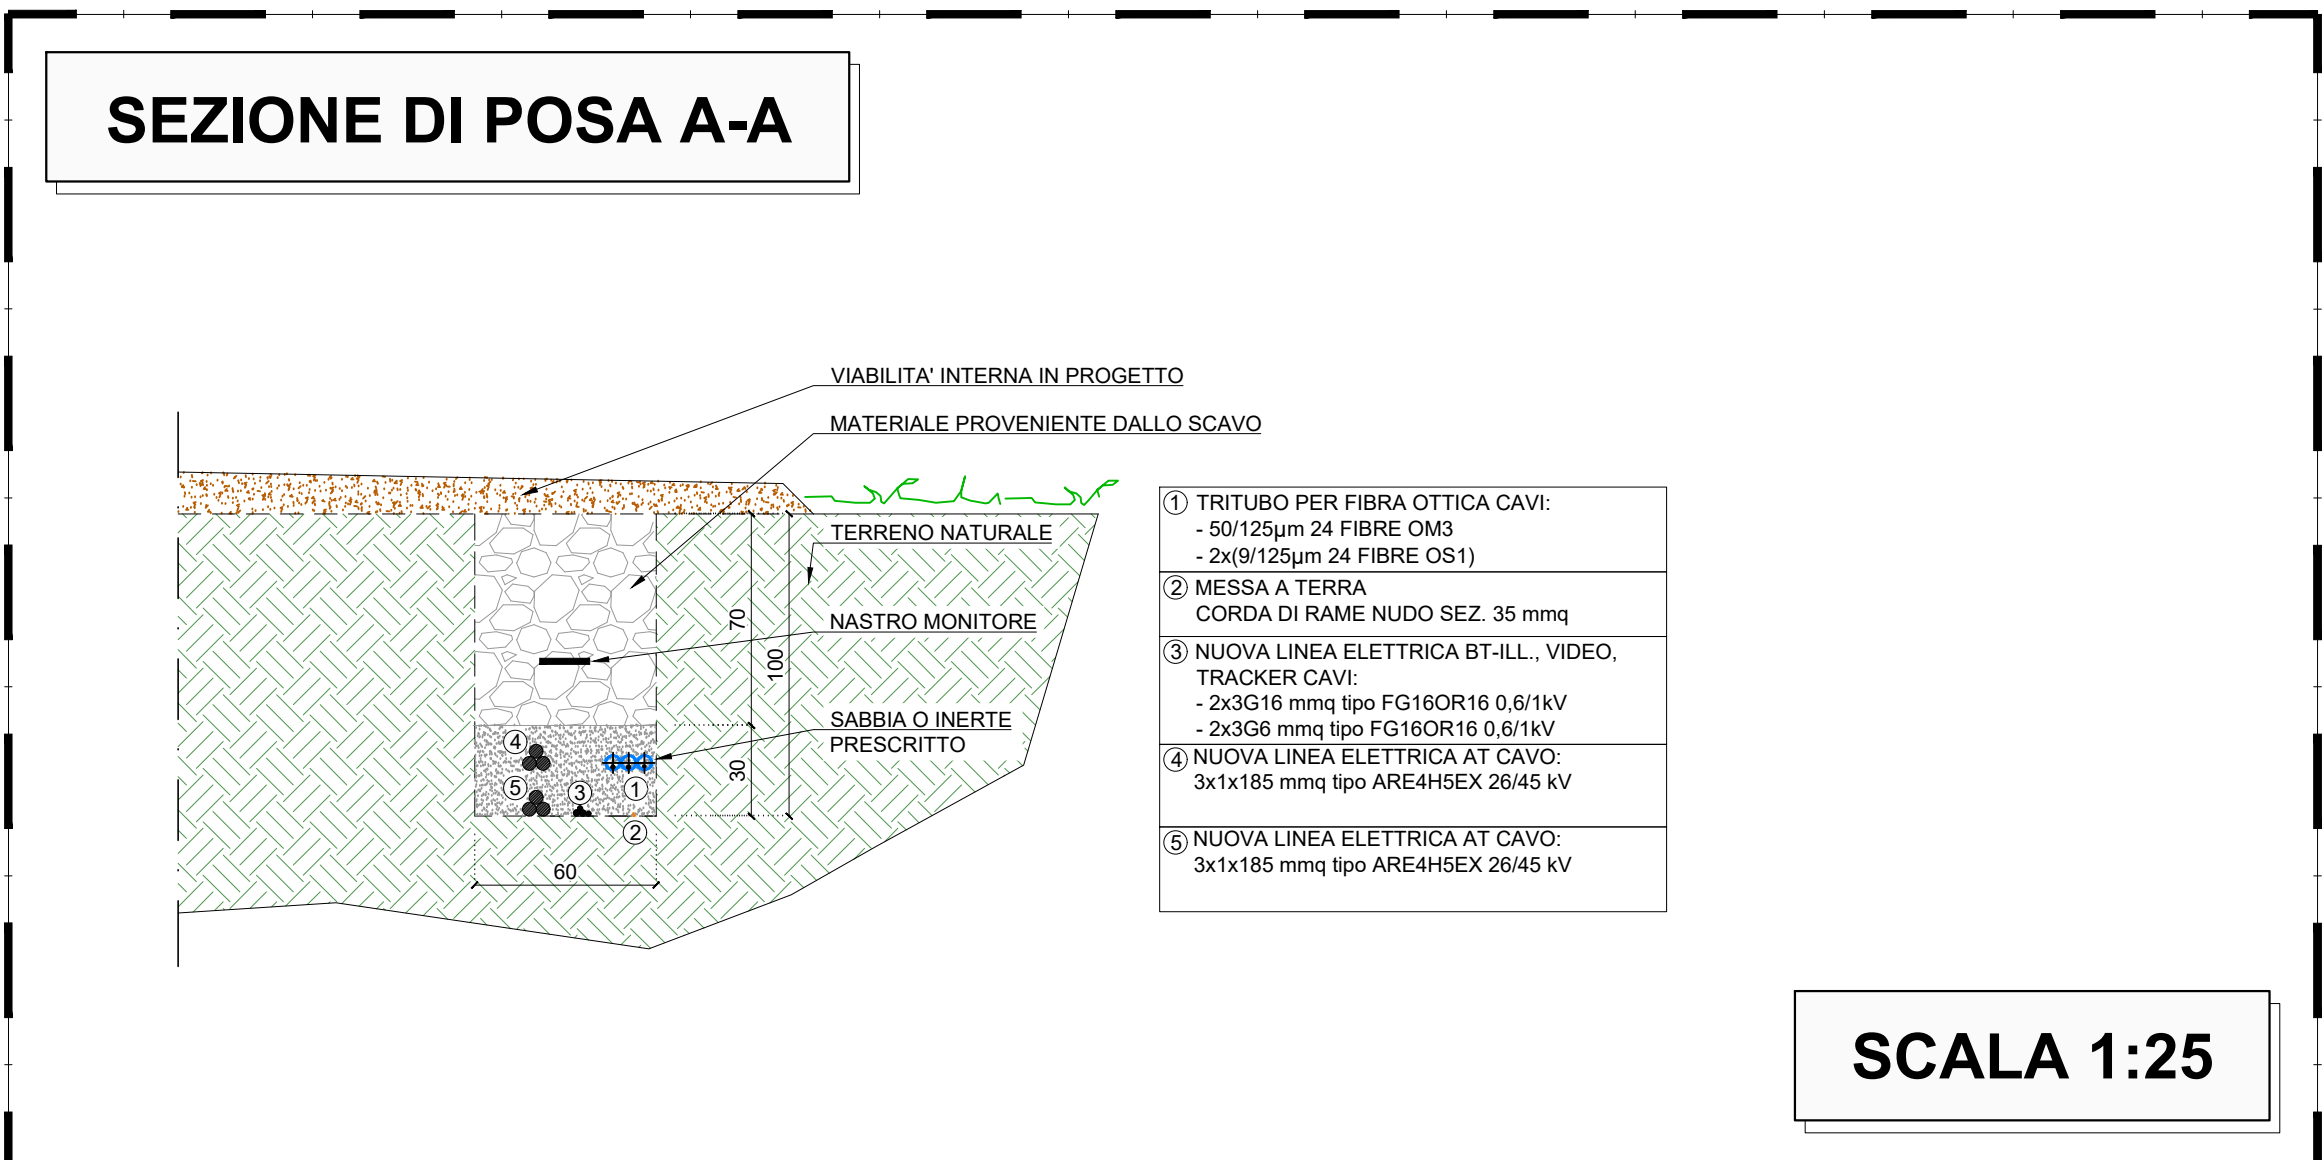 SEZIONE DI POSA A-A
VIABILITA' INTERNA IN PROGETTO
MATERIALE PROVENIENTE DALLO SCAVO
TERRENO NATURALE
70
NASTRO MONITORE
100
SABBIA O INERTE
PRESCRITTO
30
4
5
3
1
2
60
1 TRITUBO PER FIBRA OTTICA CAVI:
- 50/125µm 24 FIBRE OM3
- 2x(9/125µm 24 FIBRE OS1)
2 MESSA A TERRA
CORDA DI RAME NUDO SEZ. 35 mmq
3 NUOVA LINEA ELETTRICA BT-ILL., VIDEO,
TRACKER CAVI:
- 2x3G16 mmq tipo FG16OR16 0,6/1kV
- 2x3G6 mmq tipo FG16OR16 0,6/1kV
4 NUOVA LINEA ELETTRICA AT CAVO:
3x1x185 mmq tipo ARE4H5EX 26/45 kV
5 NUOVA LINEA ELETTRICA AT CAVO:
3x1x185 mmq tipo ARE4H5EX 26/45 kV
SCALA 1:25